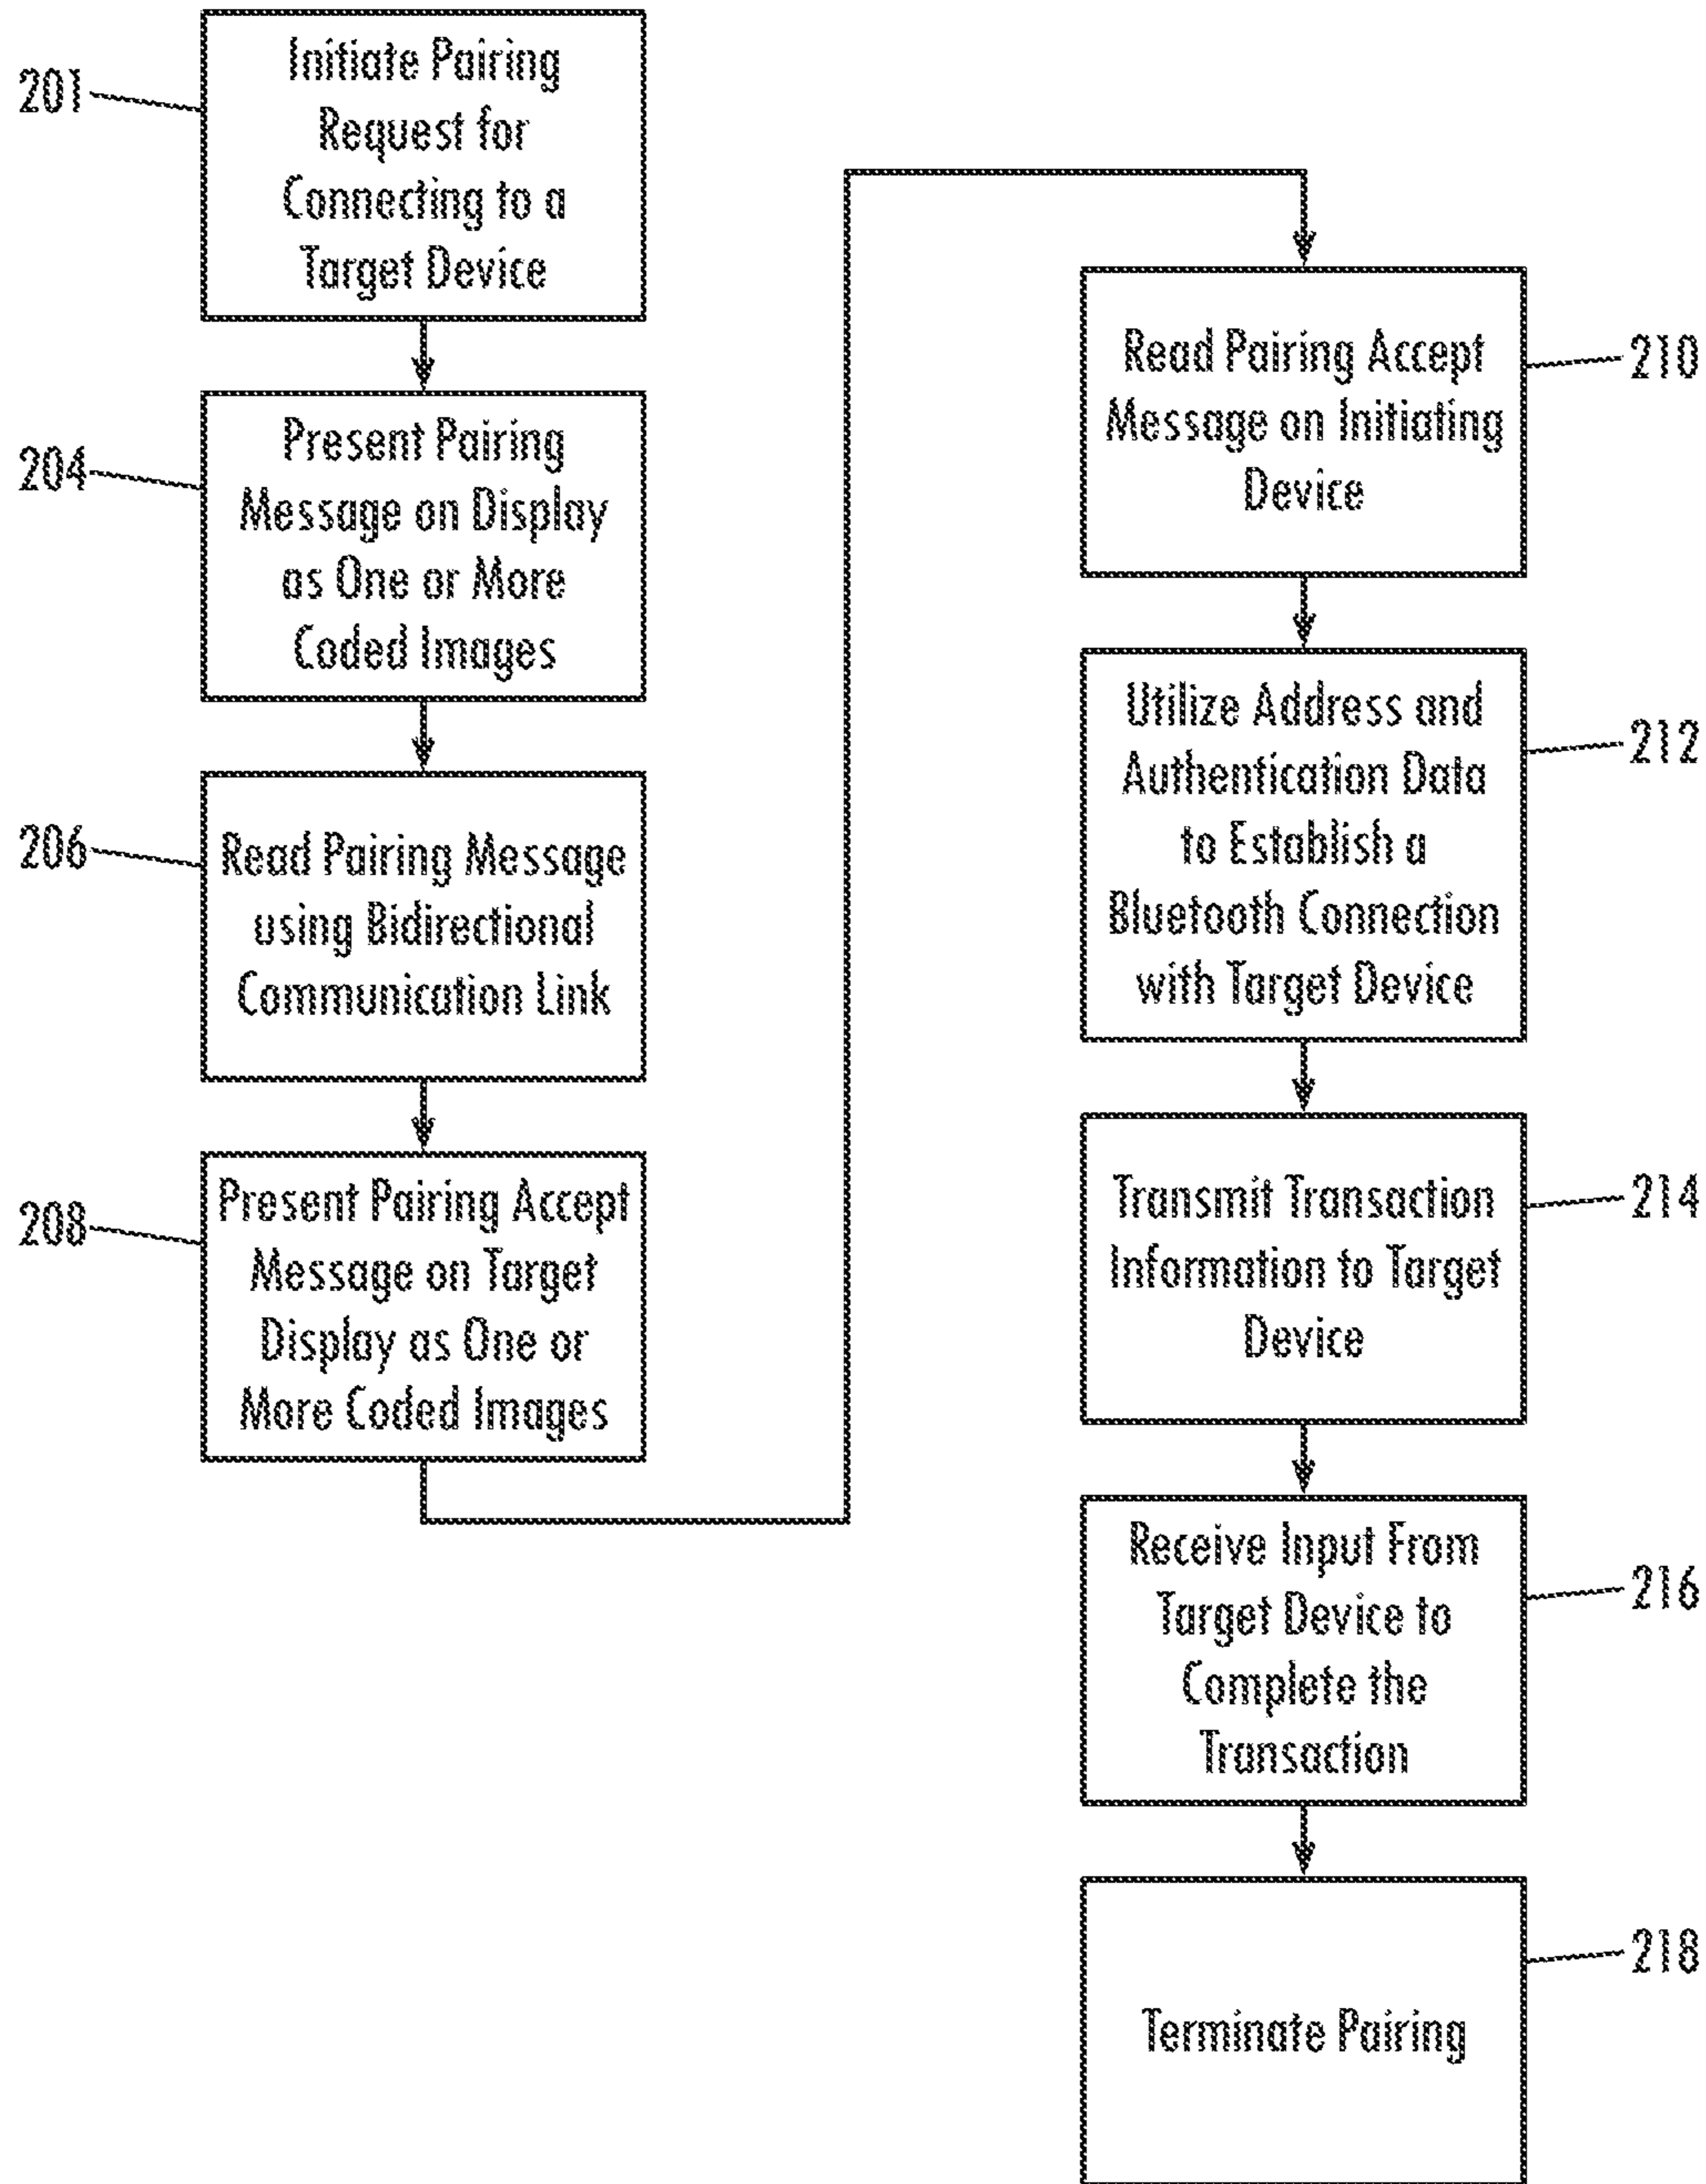 201
Initiate Pairing
Request for
Connecting to a
Target Device
204
Present Pairing
Message on Display
as One or More
Coded Images
206
Read Pairing Message
using Bidirectional
Communication Link
208
Present Pairing Accept
Message on Target
Display as One or
More Coded Images
210
Read Pairing Accept
Message on Initiating
Device
212
Utilize Address and
Authentication Data
to Establish a
Bluetooth Connection
with Target Device
214
Transmit Transaction
Information to Target
Device
216
Receive Input From
Target Device to
Complete the
Transaction
218
Terminate Pairing